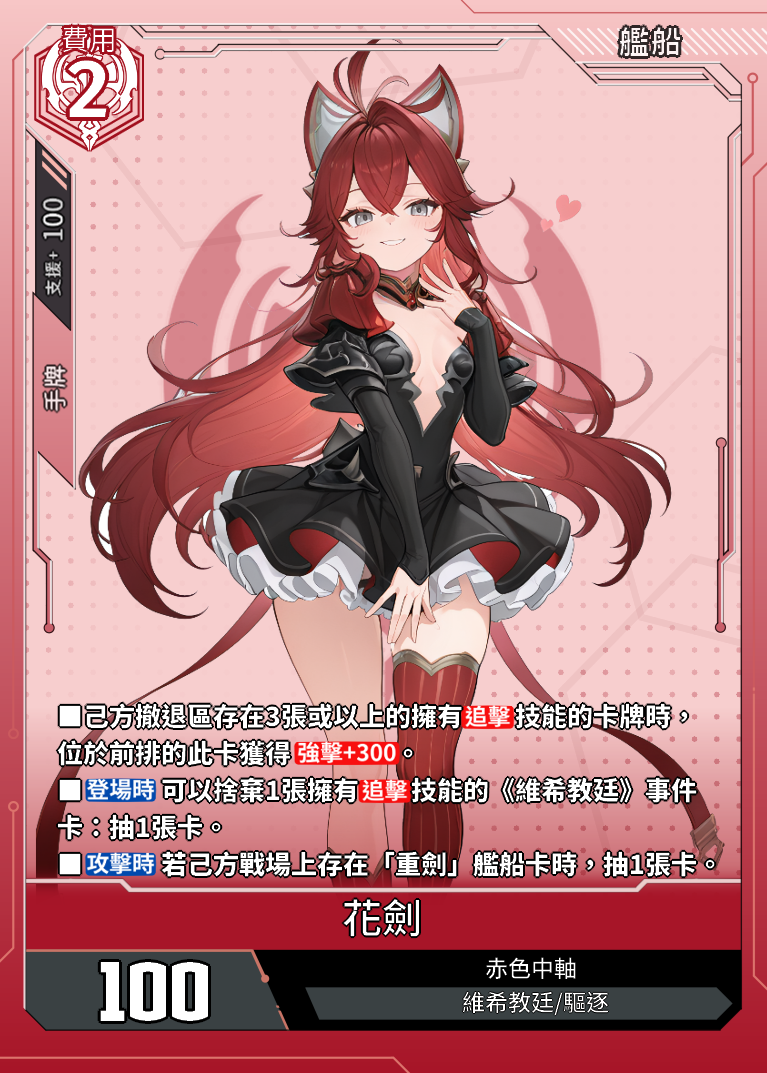 費用
2
艦船
支援+ 100
手牌
■己方撤退區存在3張或以上的擁有追擊技能的卡牌時，
位於前排的此卡獲得 強擊+300。
■登場時 可以捨棄1張擁有追擊技能的《維希教廷》事件
卡：抽1張卡。
■攻擊時 若己方戰場上存在「重劍」艦船卡時，抽1張卡。
花劍
100
赤色中軸
維希教廷/驅逐